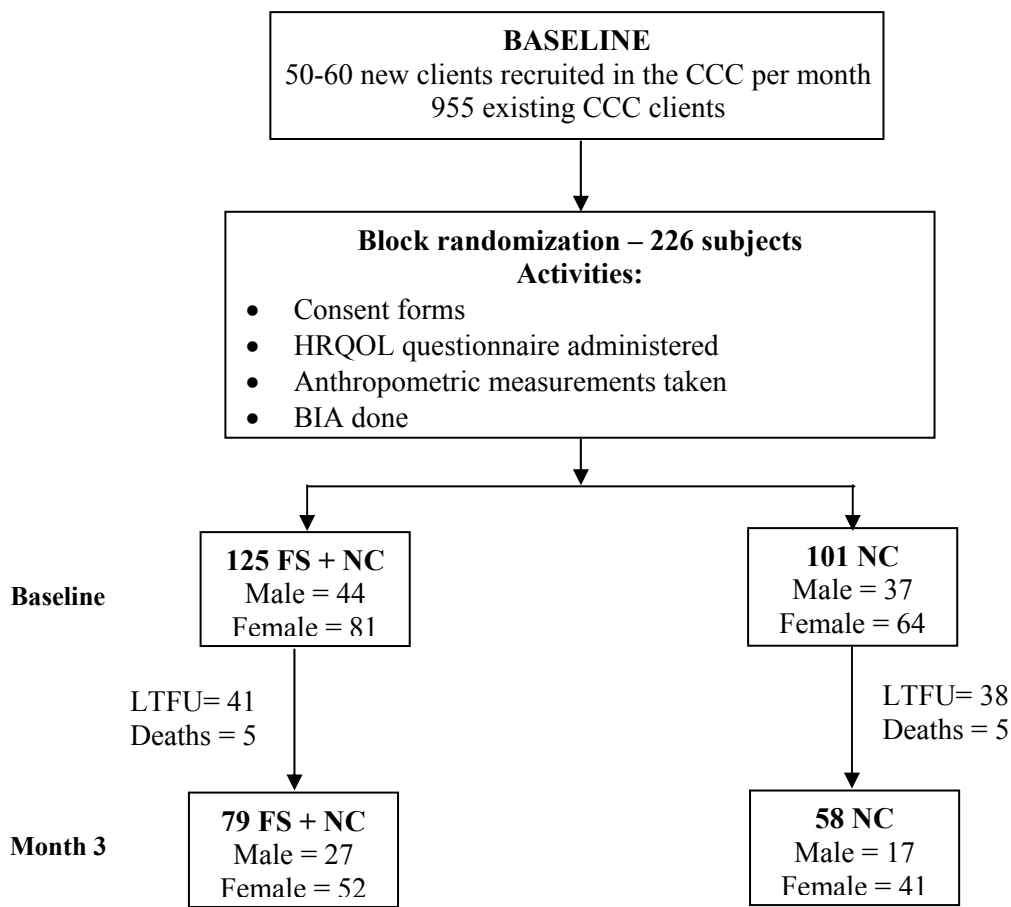 BASELINE
50-60 new clients recruited in the CCC per month
955 existing CCC clients
Block randomization – 226 subjects
Activities:
• Consent forms
• HRQOL questionnaire administered
• Anthropometric measurements taken
• BIA done
Baseline
125 FS + NC
Male = 44
Female = 81
101 NC
Male = 37
Female = 64
LTFU= 41
Deaths = 5
LTFU= 38
Deaths = 5
Month 3
79 FS + NC
Male = 27
Female = 52
58 NC
Male = 17
Female = 41